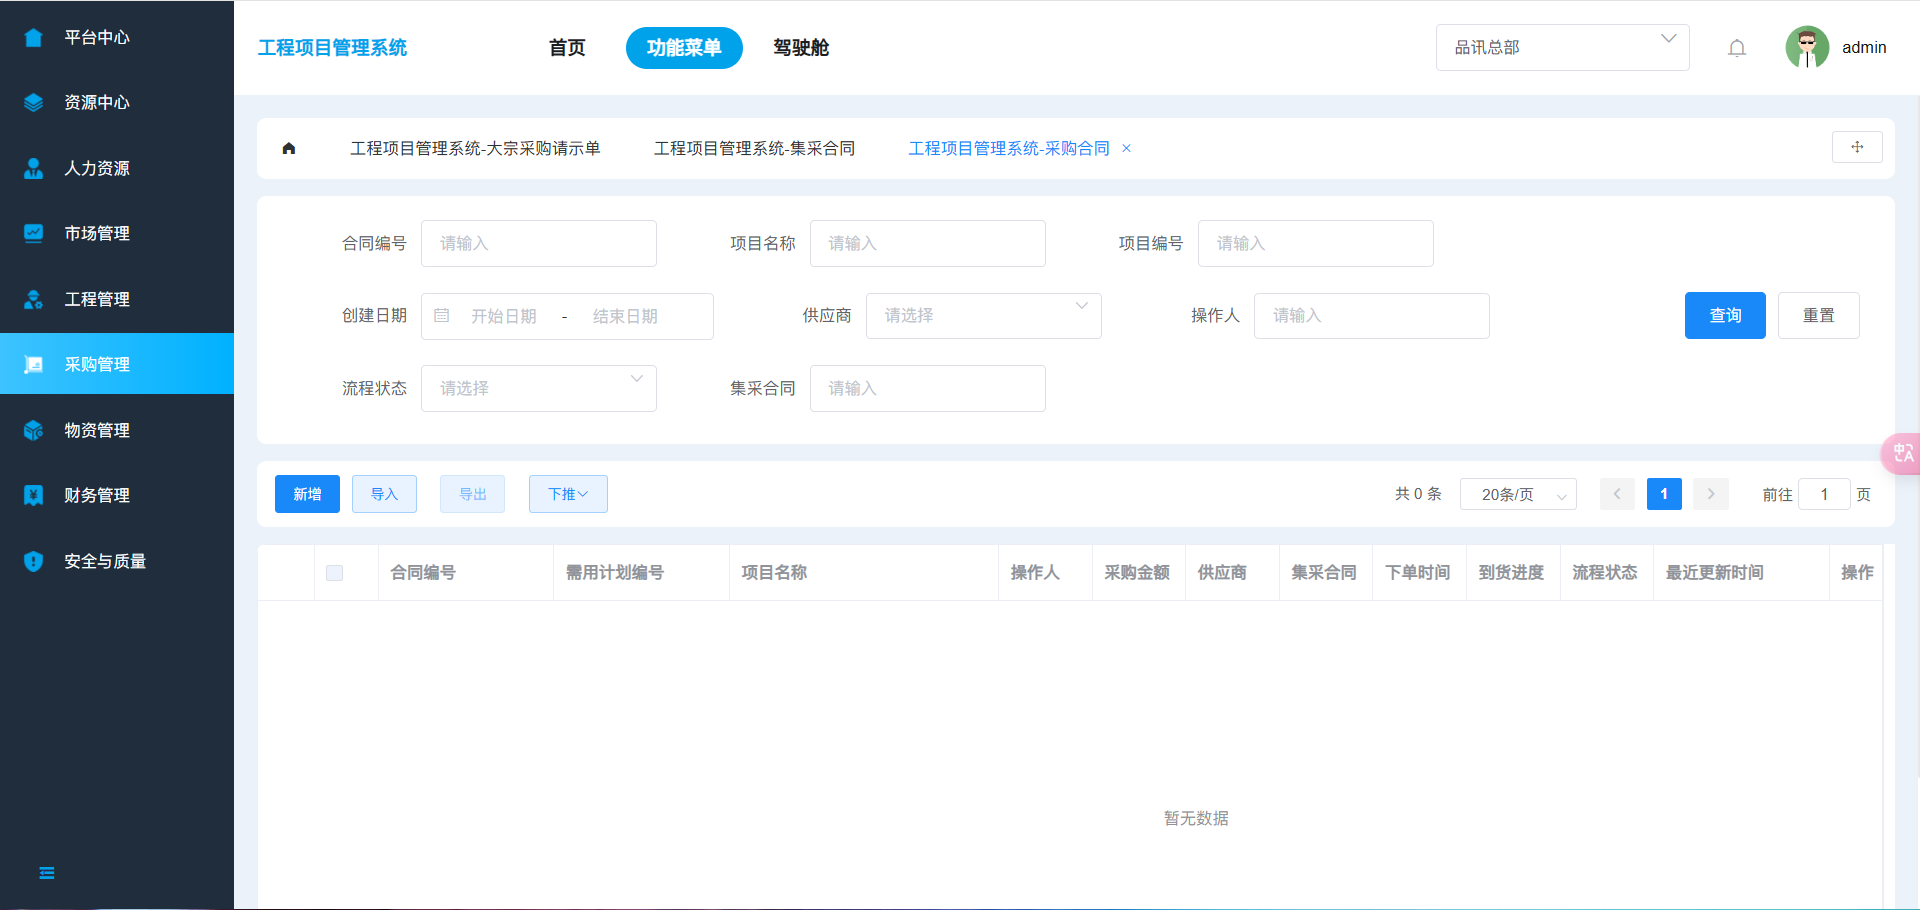 平台中心
资源中心
人力资源
市场管理
工程管理
采购管理
物资管理
财务管理
安全与质量
工程项目管理系统
首页
功能菜单
驾驶舱
品讯总部
admin
工程项目管理系统-大宗采购请示单
工程项目管理系统-集采合同
工程项目管理系统-采购合同
合同编号 请输入
项目名称 请输入
项目编号 请输入
创建日期 开始日期 - 结束日期
供应商 请选择
操作人 请输入
查询
重置
流程状态 请选择
集采合同 请输入
新增
导入
导出
下推
共 0 条
20条/页
1
前往 1 页
合同编号 需用计划编号 项目名称 操作人 采购金额 供应商 集采合同 下单时间 到货进度 流程状态 最近更新时间 操作
暂无数据
中A